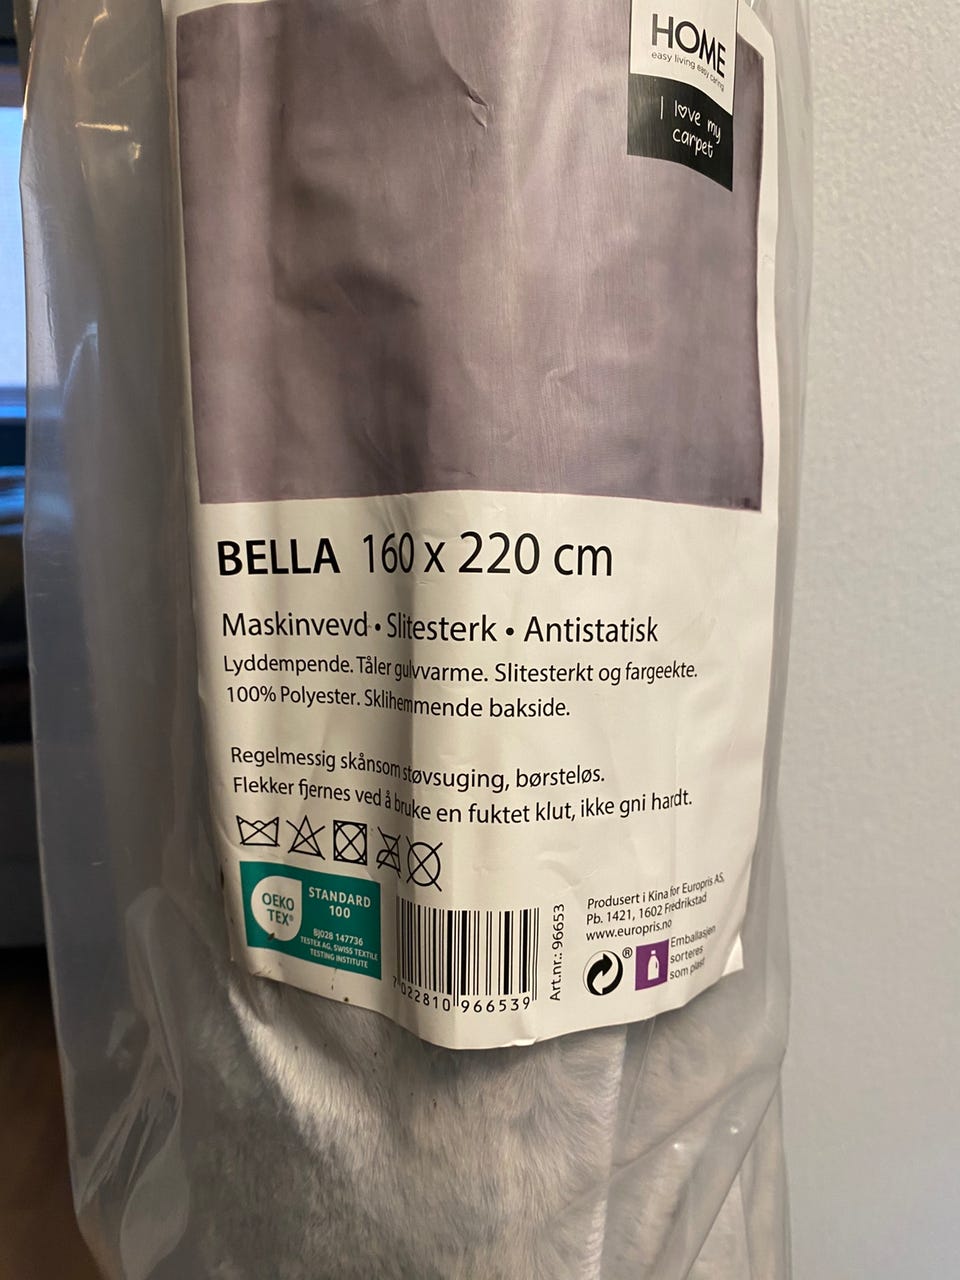 HOME
easy living easy caring
I love my
carpet
BELLA 160 x 220 cm
Maskinvevd • Slitesterk • Antistatisk
Lyddempende. Tåler gulvvarme. Slitesterkt og fargeekte.
100% Polyester. Sklihemmende bakside.
Regelmessig skånsom støvsuging, børsteløs.
Flekker fjernes ved å bruke en fuktet klut, ikke gni hardt.
OEKO
TEX®
STANDARD
100
BJ028 147736
TESTEX AG, SWISS TEXTILE
TESTING INSTITUTE
7 022810 966539
Art.nr.: 96653
Produsert i Kina for Europris AS,
Pb. 1421, 1602 Fredrikstad
www.europris.no
®
Emballasjen
sorteres
som plast